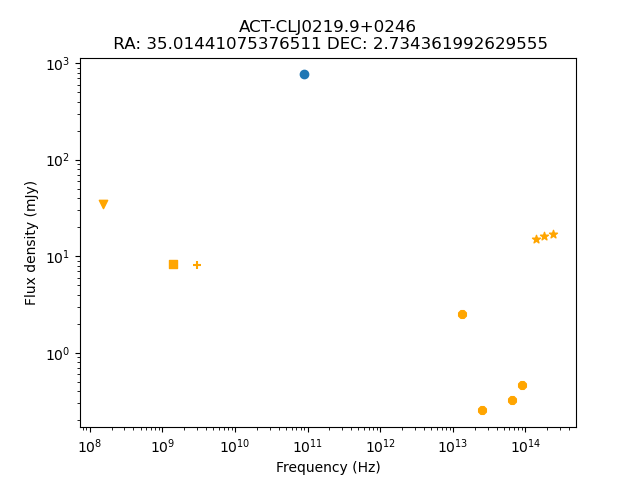 ACT-CLJ0219.9+0246
RA: 35.01441075376511 DEC: 2.734361992629555
Flux density (mJy)
10³
10²
10¹
10⁰
10⁸ 10⁹ 10¹⁰ 10¹¹ 10¹² 10¹³ 10¹⁴
Frequency (Hz)